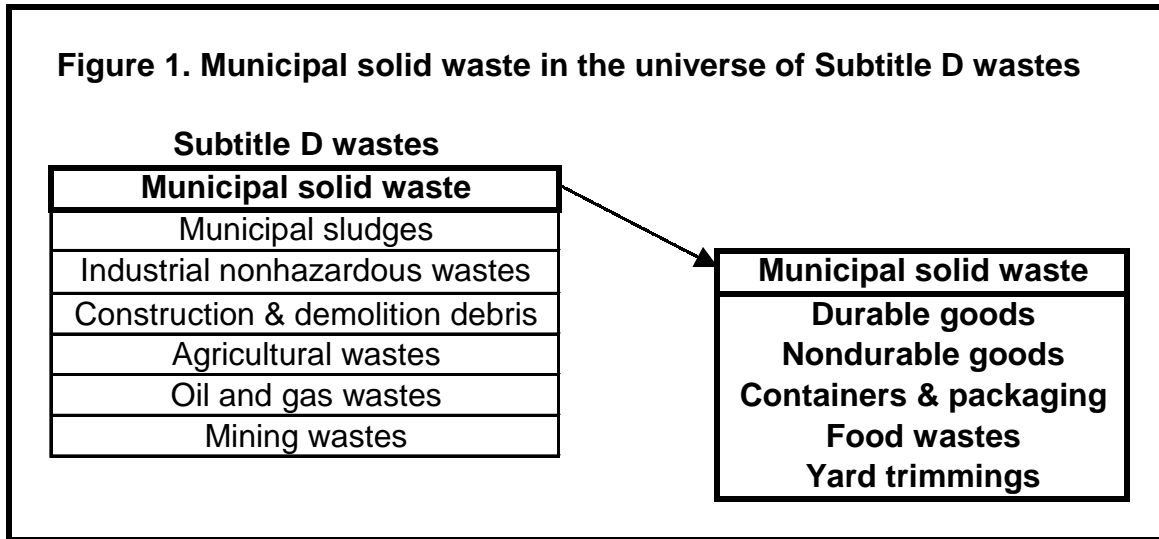 Figure 1. Municipal solid waste in the universe of Subtitle D wastes
Subtitle D wastes
Municipal solid waste
Municipal sludges
Industrial nonhazardous wastes
Construction & demolition debris
Agricultural wastes
Oil and gas wastes
Mining wastes
Municipal solid waste
Durable goods
Nondurable goods
Containers & packaging
Food wastes
Yard trimmings